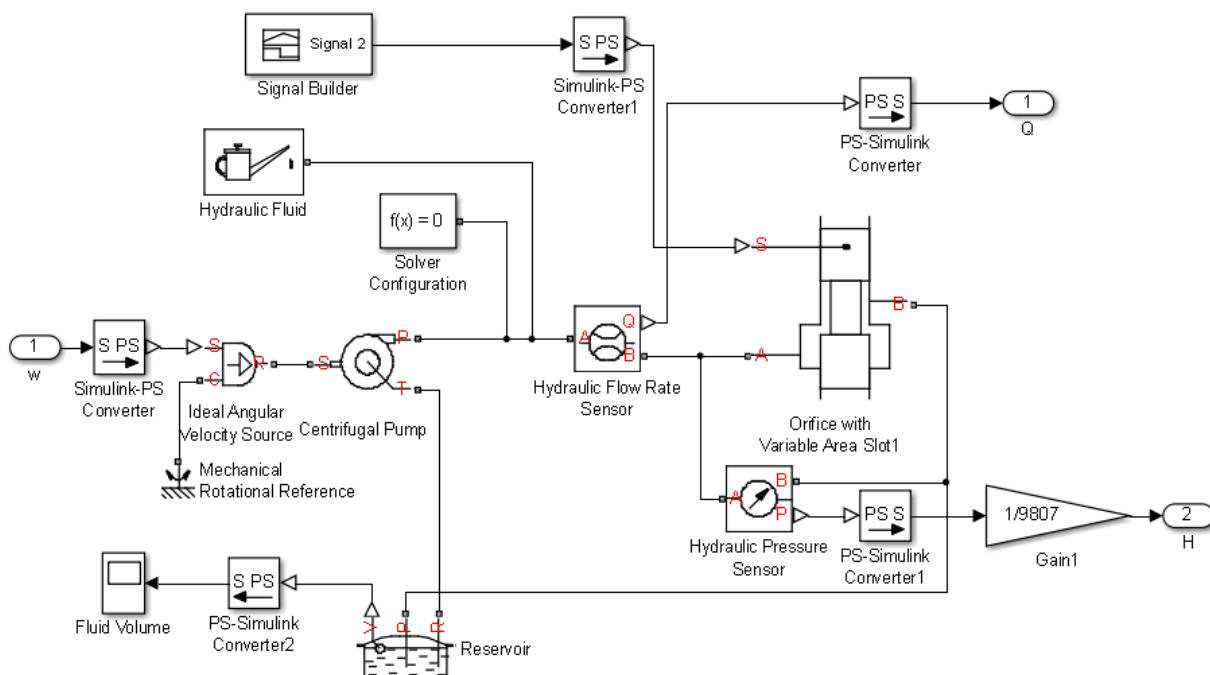 Signal 2
Signal Builder
S PS
Simulink-PS
Converter1
PS S
PS-Simulink
Converter
1
Q
Hydraulic Fluid
f(x) = 0
Solver
Configuration
S
B
A
Orifice with
Variable Area Slot1
1
w
S PS
Simulink-PS
Converter
S
C
R
Ideal Angular
Velocity Source
S
P
T
Centrifugal Pump
A
Q
B
Hydraulic Flow Rate
Sensor
Mechanical
Rotational Reference
A
B
P
Hydraulic Pressure
Sensor
PS S
PS-Simulink
Converter1
1/9807
Gain1
2
H
Fluid Volume
S PS
PS-Simulink
Converter2
V
P
R
Reservoir